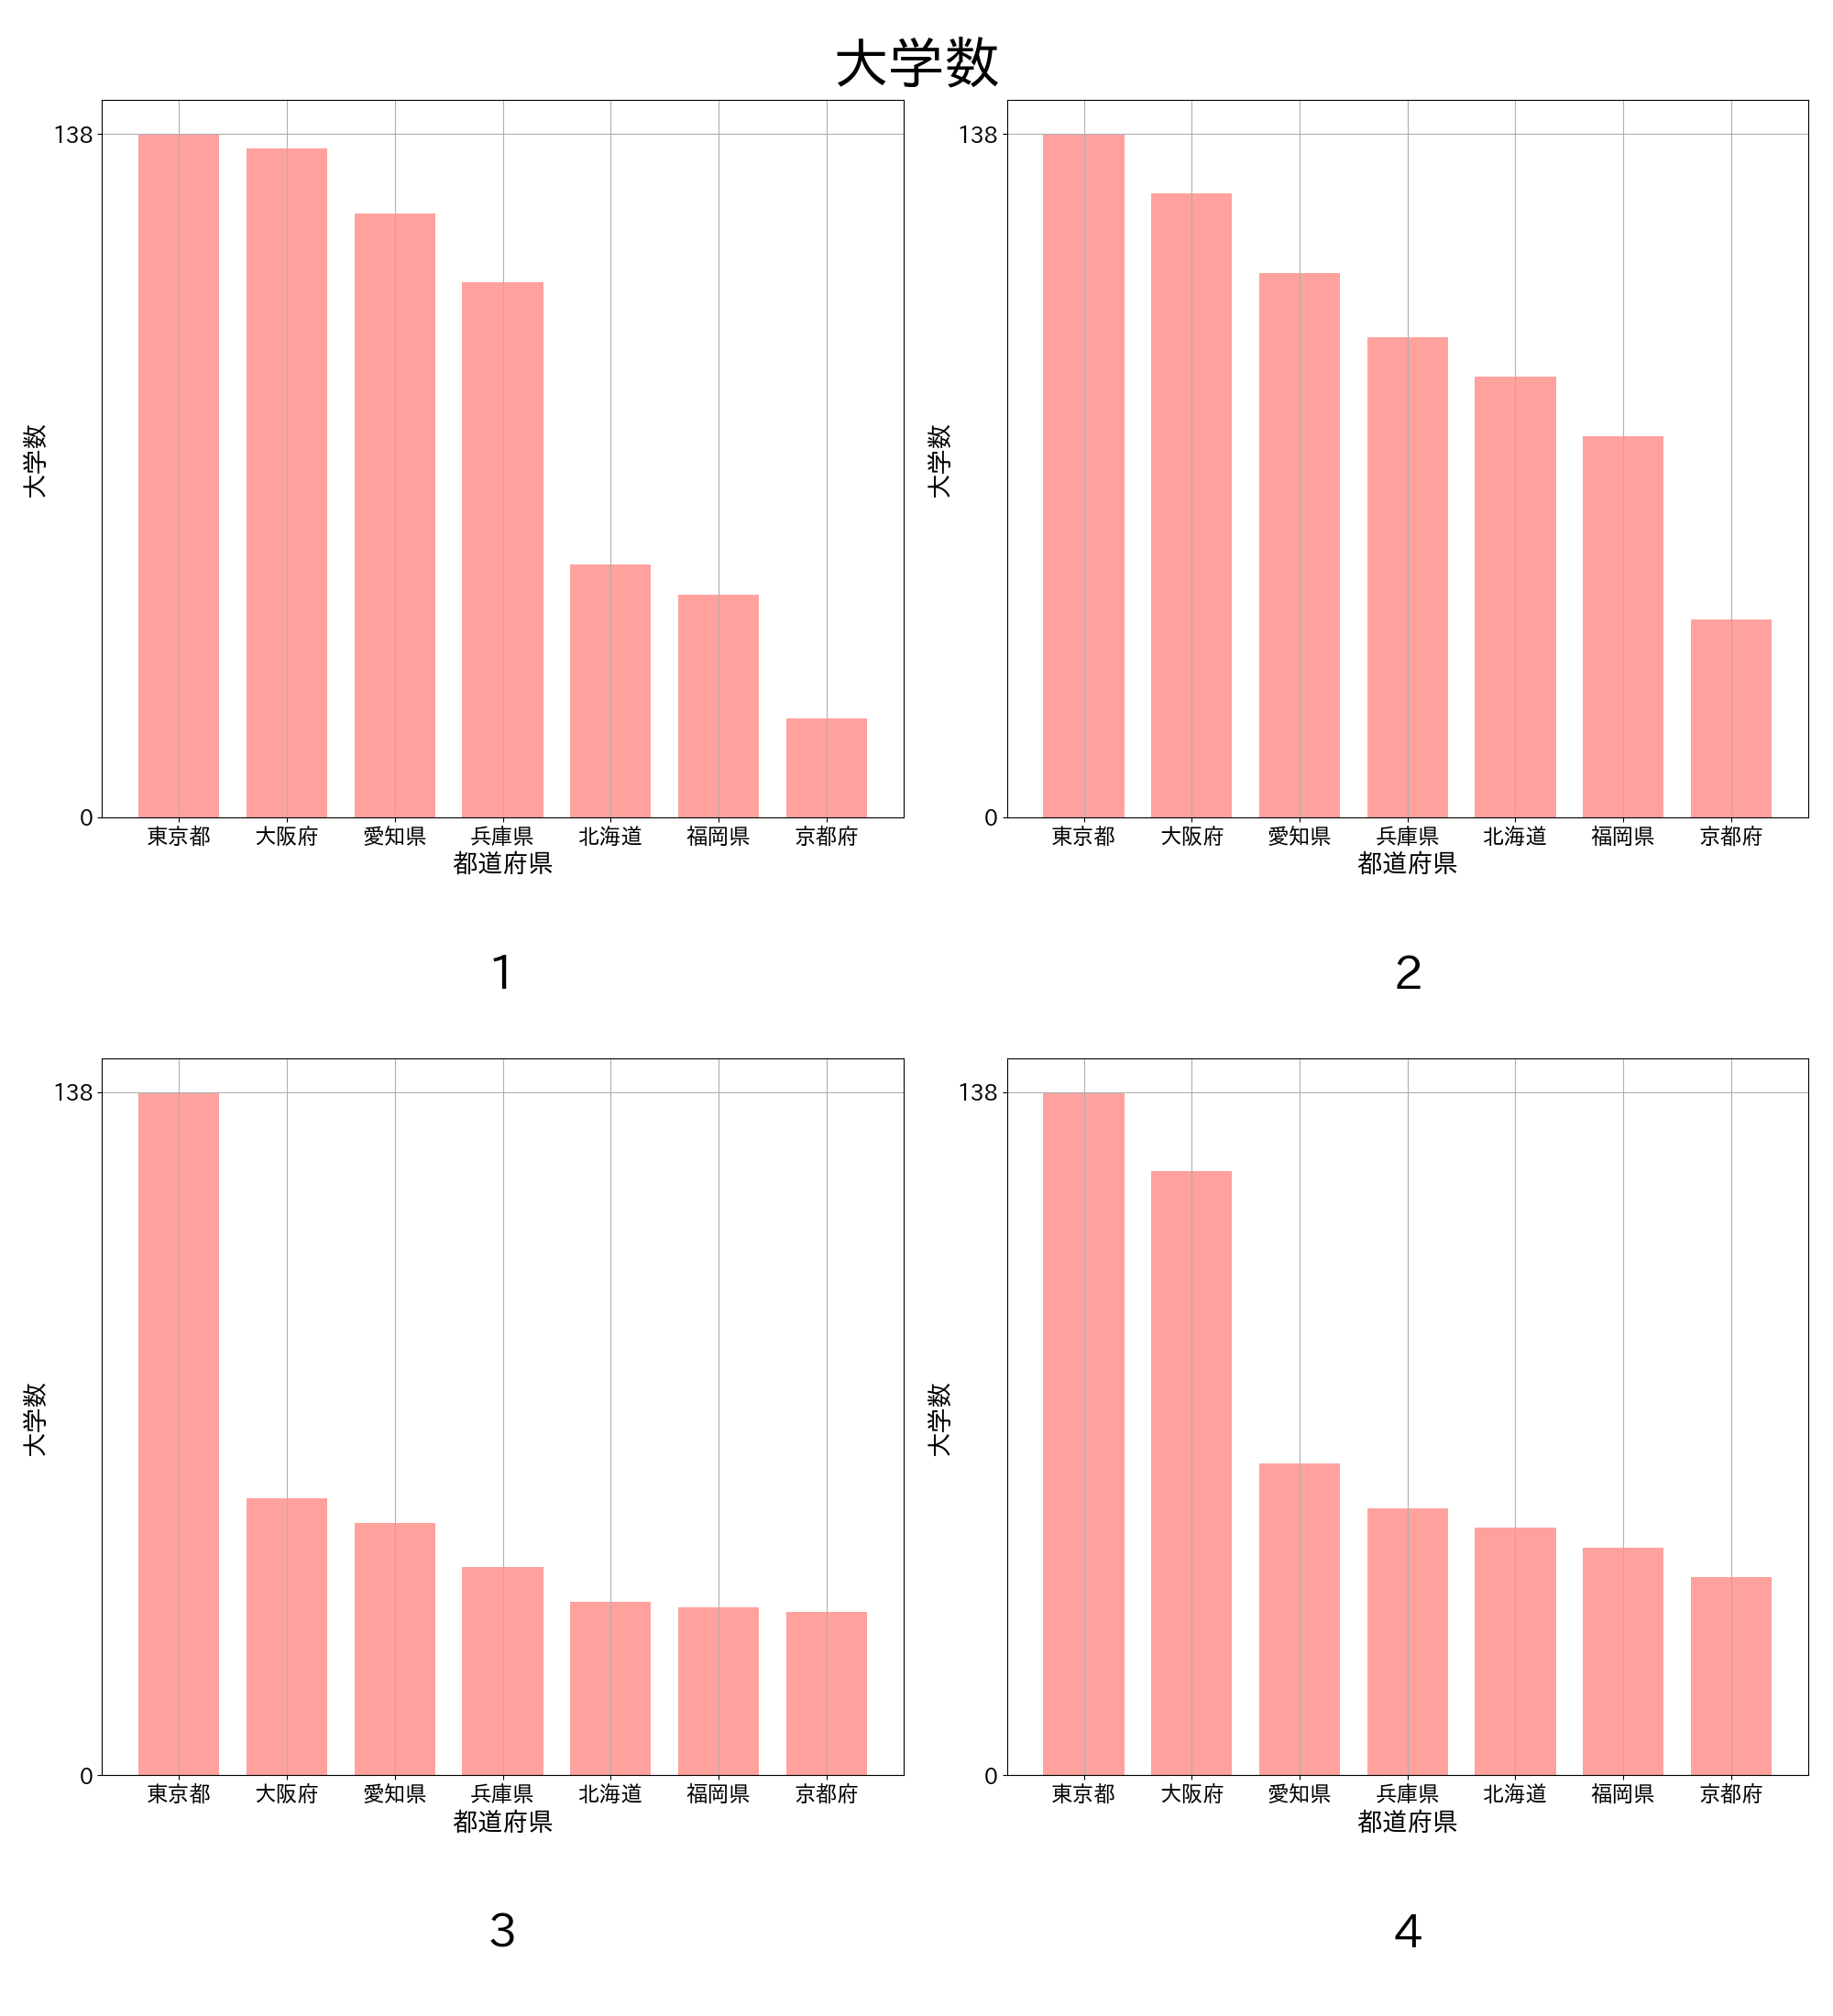 大学数
138
0
大学数
東京都 大阪府 愛知県 兵庫県 北海道 福岡県 京都府
都道府県
1
138
0
大学数
東京都 大阪府 愛知県 兵庫県 北海道 福岡県 京都府
都道府県
2
138
0
大学数
東京都 大阪府 愛知県 兵庫県 北海道 福岡県 京都府
都道府県
3
138
0
大学数
東京都 大阪府 愛知県 兵庫県 北海道 福岡県 京都府
都道府県
4